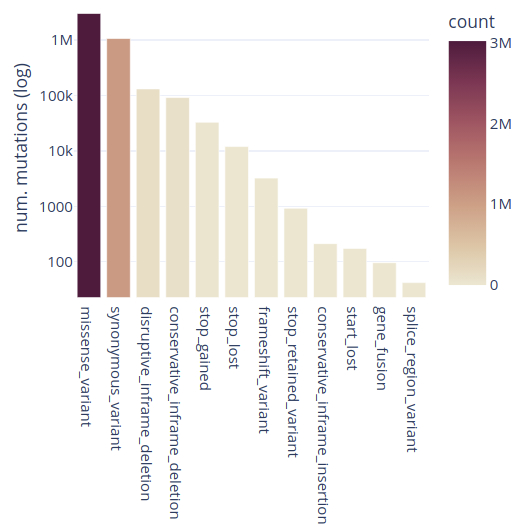 count
num. mutations (log)
1M
100k
10k
1000
100
3M
2M
1M
0
missense_variant
synonymous_variant
disruptive_inframe_deletion
conservative_inframe_deletion
stop_gained
stop_lost
frameshift_variant
stop_retained_variant
conservative_inframe_insertion
start_lost
gene_fusion
splice_region_variant